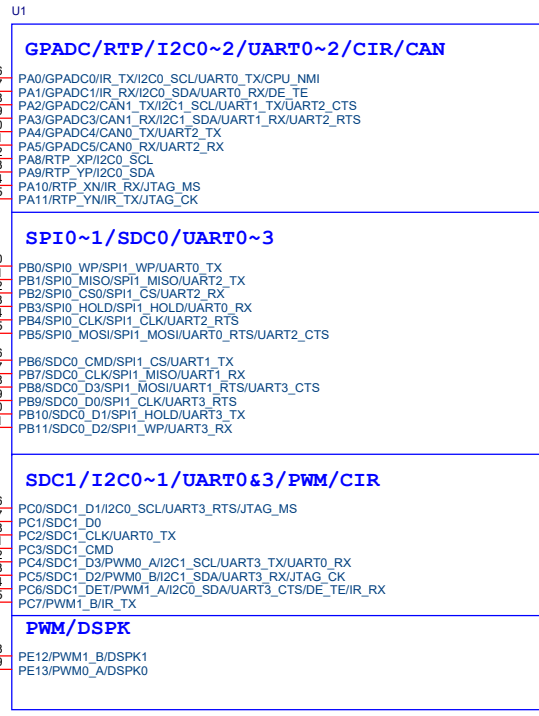 U1
GPADC/RTP/I2C0~2/UART0~2/CIR/CAN
PA0/GPADC0/IR_TX/I2C0_SCL/UART0_TX/CPU_NMI
PA1/GPADC1/IR_RX/I2C0_SDA/UART0_RX/DE_TE
PA2/GPADC2/CAN1_TX/I2C1_SCL/UART1_TX/UART2_CTS
PA3/GPADC3/CAN1_RX/I2C1_SDA/UART1_RX/UART2_RTS
PA4/GPADC4/CAN0_TX/UART2_TX
PA5/GPADC5/CAN0_RX/UART2_RX
PA8/RTP_XP/I2C0_SCL
PA9/RTP_YP/I2C0_SDA
PA10/RTP_XN/IR_RX/JTAG_MS
PA11/RTP_YN/IR_TX/JTAG_CK
SPI0~1/SDC0/UART0~3
PB0/SPI0_WP/SPI1_WP/UART0_TX
PB1/SPI0_MISO/SPI1_MISO/UART2_TX
PB2/SPI0_CS0/SPI1_CS/UART2_RX
PB3/SPI0_HOLD/SPI1_HOLD/UART0_RX
PB4/SPI0_CLK/SPI1_CLK/UART2_RTS
PB5/SPI0_MOSI/SPI1_MOSI/UART0_RTS/UART2_CTS
PB6/SDC0_CMD/SPI1_CS/UART1_TX
PB7/SDC0_CLK/SPI1_MISO/UART1_RX
PB8/SDC0_D3/SPI1_MOSI/UART1_RTS/UART3_CTS
PB9/SDC0_D0/SPI1_CLK/UART3_RTS
PB10/SDC0_D1/SPI1_HOLD/UART3_TX
PB11/SDC0_D2/SPI1_WP/UART3_RX
SDC1/I2C0~1/UART0&3/PWM/CIR
PC0/SDC1_D1/I2C0_SCL/UART3_RTS/JTAG_MS
PC1/SDC1_D0
PC2/SDC1_CLK/UART0_TX
PC3/SDC1_CMD
PC4/SDC1_D3/PWM0_A/I2C1_SCL/UART3_TX/UART0_RX
PC5/SDC1_D2/PWM0_B/I2C1_SDA/UART3_RX/JTAG_CK
PC6/SDC1_DET/PWM1_A/I2C0_SDA/UART3_CTS/DE_TE/IR_RX
PC7/PWM1_B/IR_TX
PWM/DSPK
PE12/PWM1_B/DSPK1
PE13/PWM0_A/DSPK0